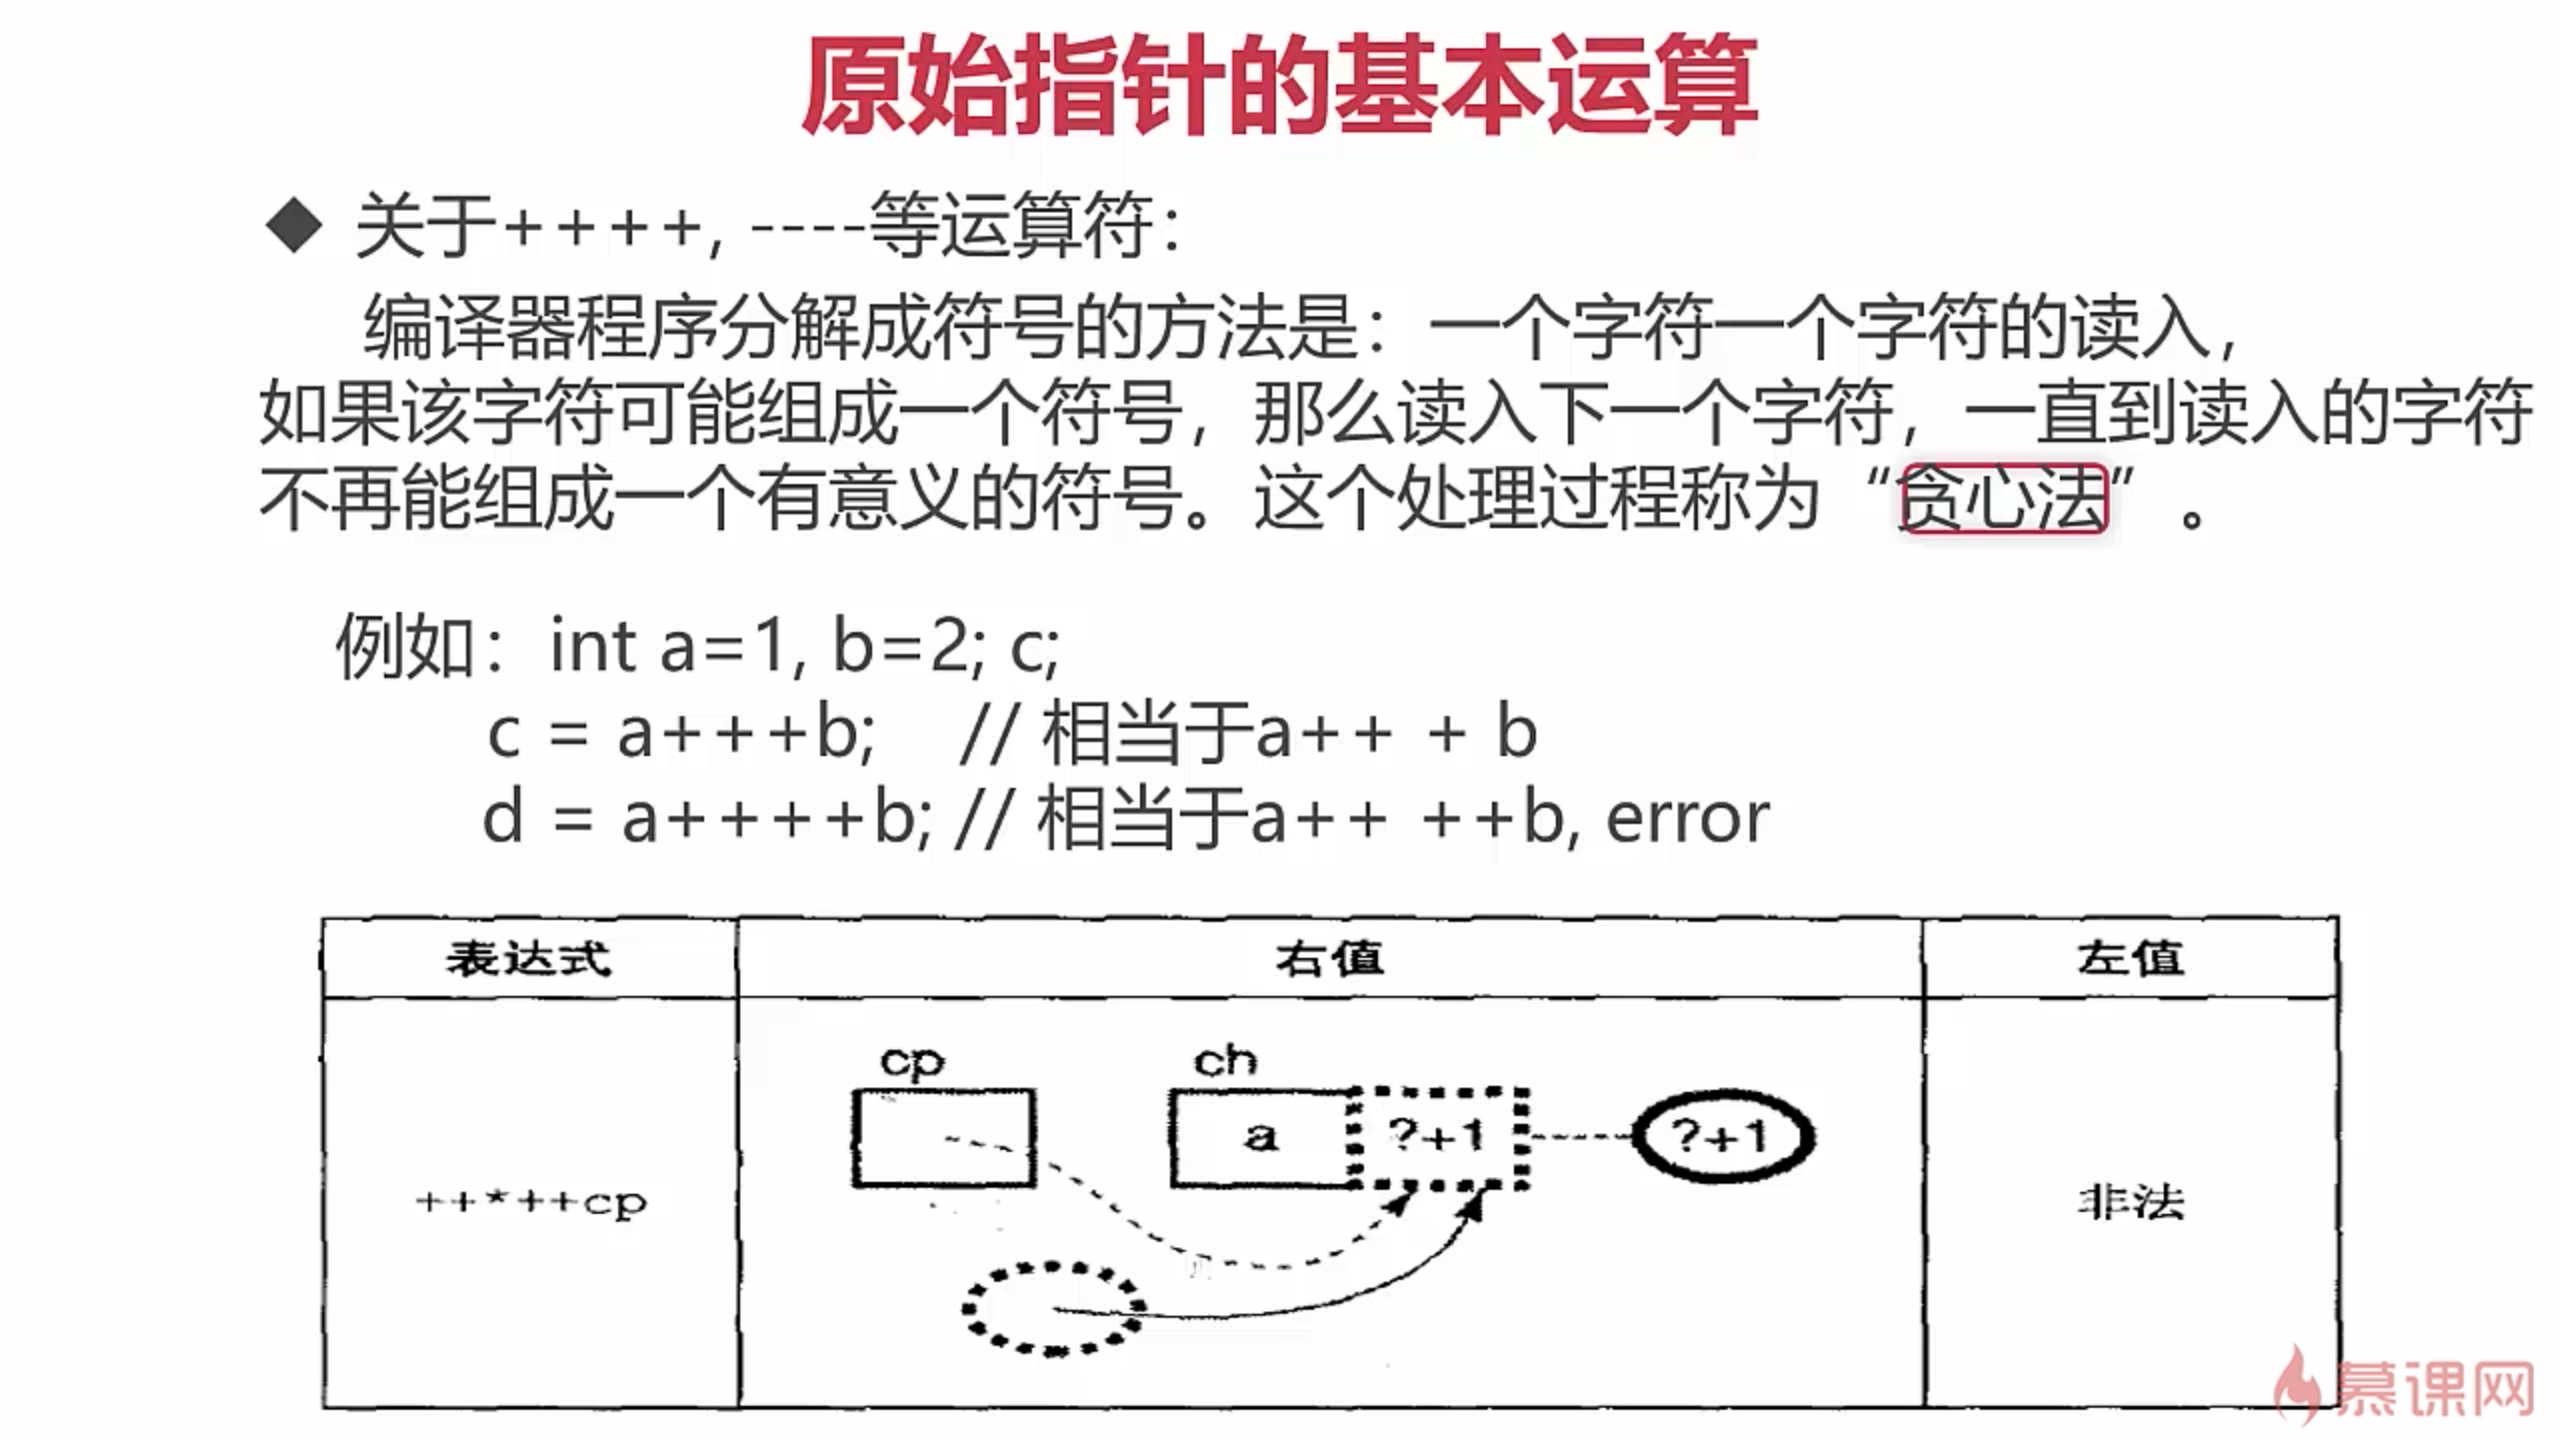 原始指针的基本运算
◆ 关于++++, ----等运算符：
编译器程序分解成符号的方法是：一个字符一个字符的读入，
如果该字符可能组成一个符号，那么读入下一个字符，一直到读入的字符
不再能组成一个有意义的符号。这个处理过程称为“贪心法”。
例如：int a=1, b=2; c;
c = a+++b; // 相当于a++ + b
d = a++++b; // 相当于a++ ++b, error
表达式 右值 左值
cp ch
a ?+1 ?+1
++*++cp 非法
慕课网